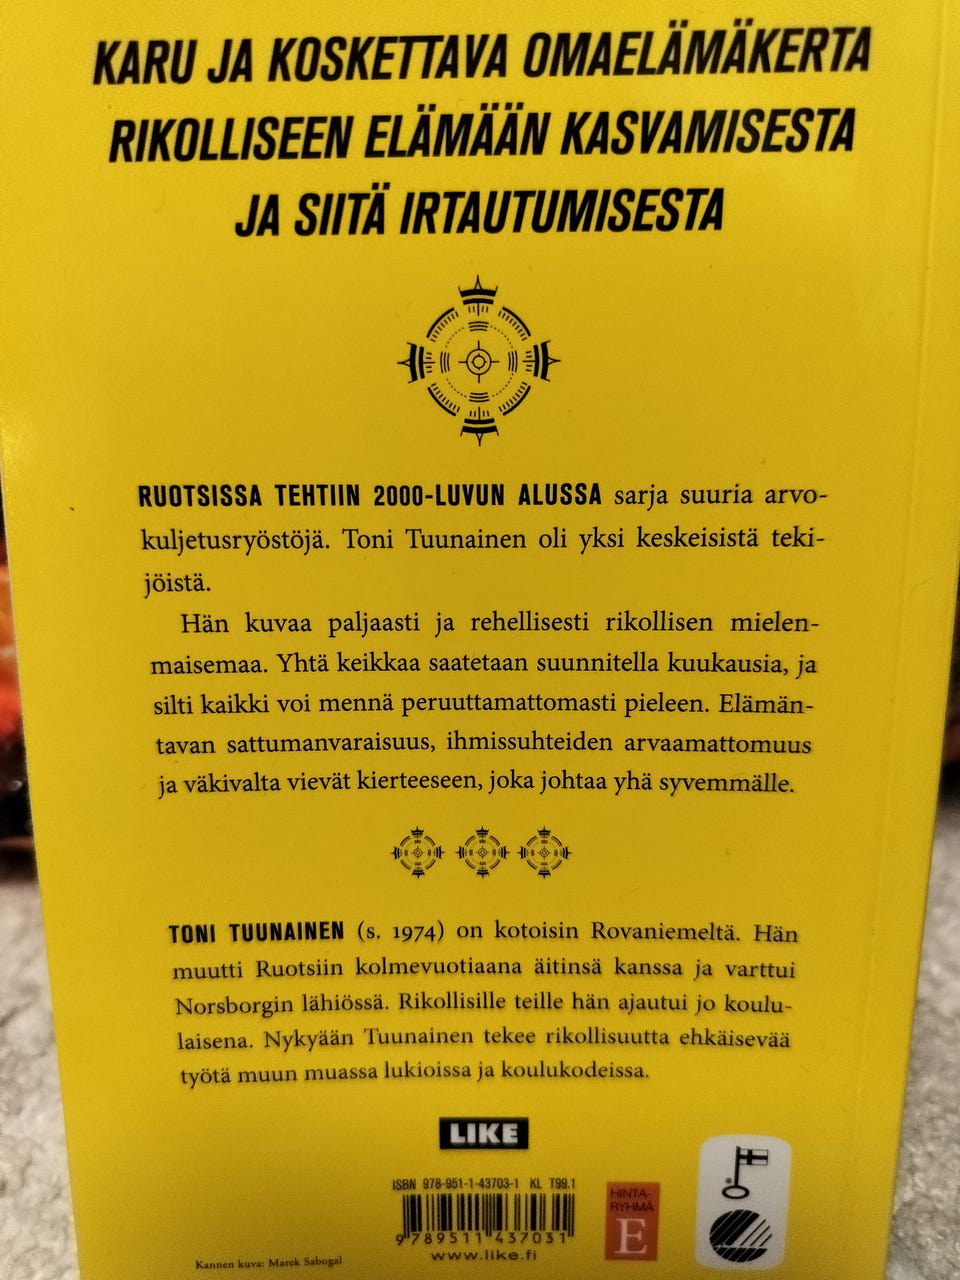 KARU JA KOSKETTAVA OMAELÄMÄKERTA
RIKOLLISEEN ELÄMÄÄN KASVAMISESTA
JA SIITÄ IRTAUTUMISESTA
RUOTSISSA TEHTIIN 2000-LUVUN ALUSSA sarja suuria arvo-
kuljetusryöstöjä. Toni Tuunainen oli yksi keskeisistä teki-
jöistä.
Hän kuvaa paljaasti ja rehellisesti rikollisen mielen-
maisemaa. Yhtä keikkaa saatetaan suunnitella kuukausia, ja
silti kaikki voi mennä peruuttamattomasti pieleen. Elämän-
tavan sattumanvaraisuus, ihmissuhteiden arvaamattomuus
ja väkivalta vievät kierteeseen, joka johtaa yhä syvemmälle.
TONI TUUNAINEN (s. 1974) on kotoisin Rovaniemeltä. Hän
muutti Ruotsiin kolmevuotiaana äitinsä kanssa ja varttui
Norsborgin lähiössä. Rikollisille teille hän ajautui jo koulu-
laisena. Nykyään Tuunainen tekee rikollisuutta ehkäisevää
työtä muun muassa lukioissa ja koulukodeissa.
LIKE
ISBN 978-951-1-43703-1 KL T99.1
9 789511 437031
www.like.fi
HINTA-
RYHMÄ
E
Kannen kuva: Marek Sabogal